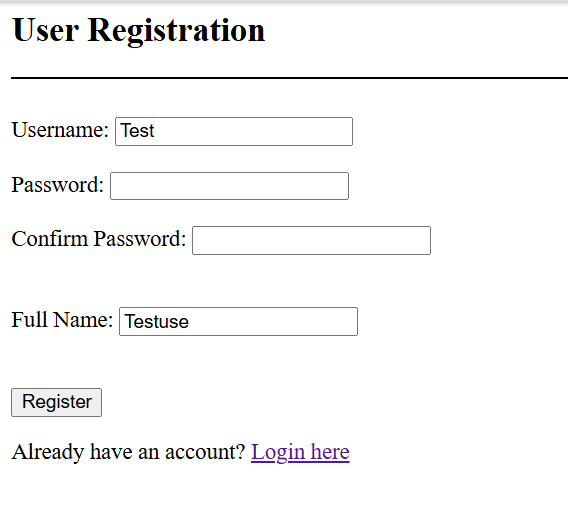 User Registration
Username: Test
Password:
Confirm Password:
Full Name: Testuse
Register
Already have an account? Login here